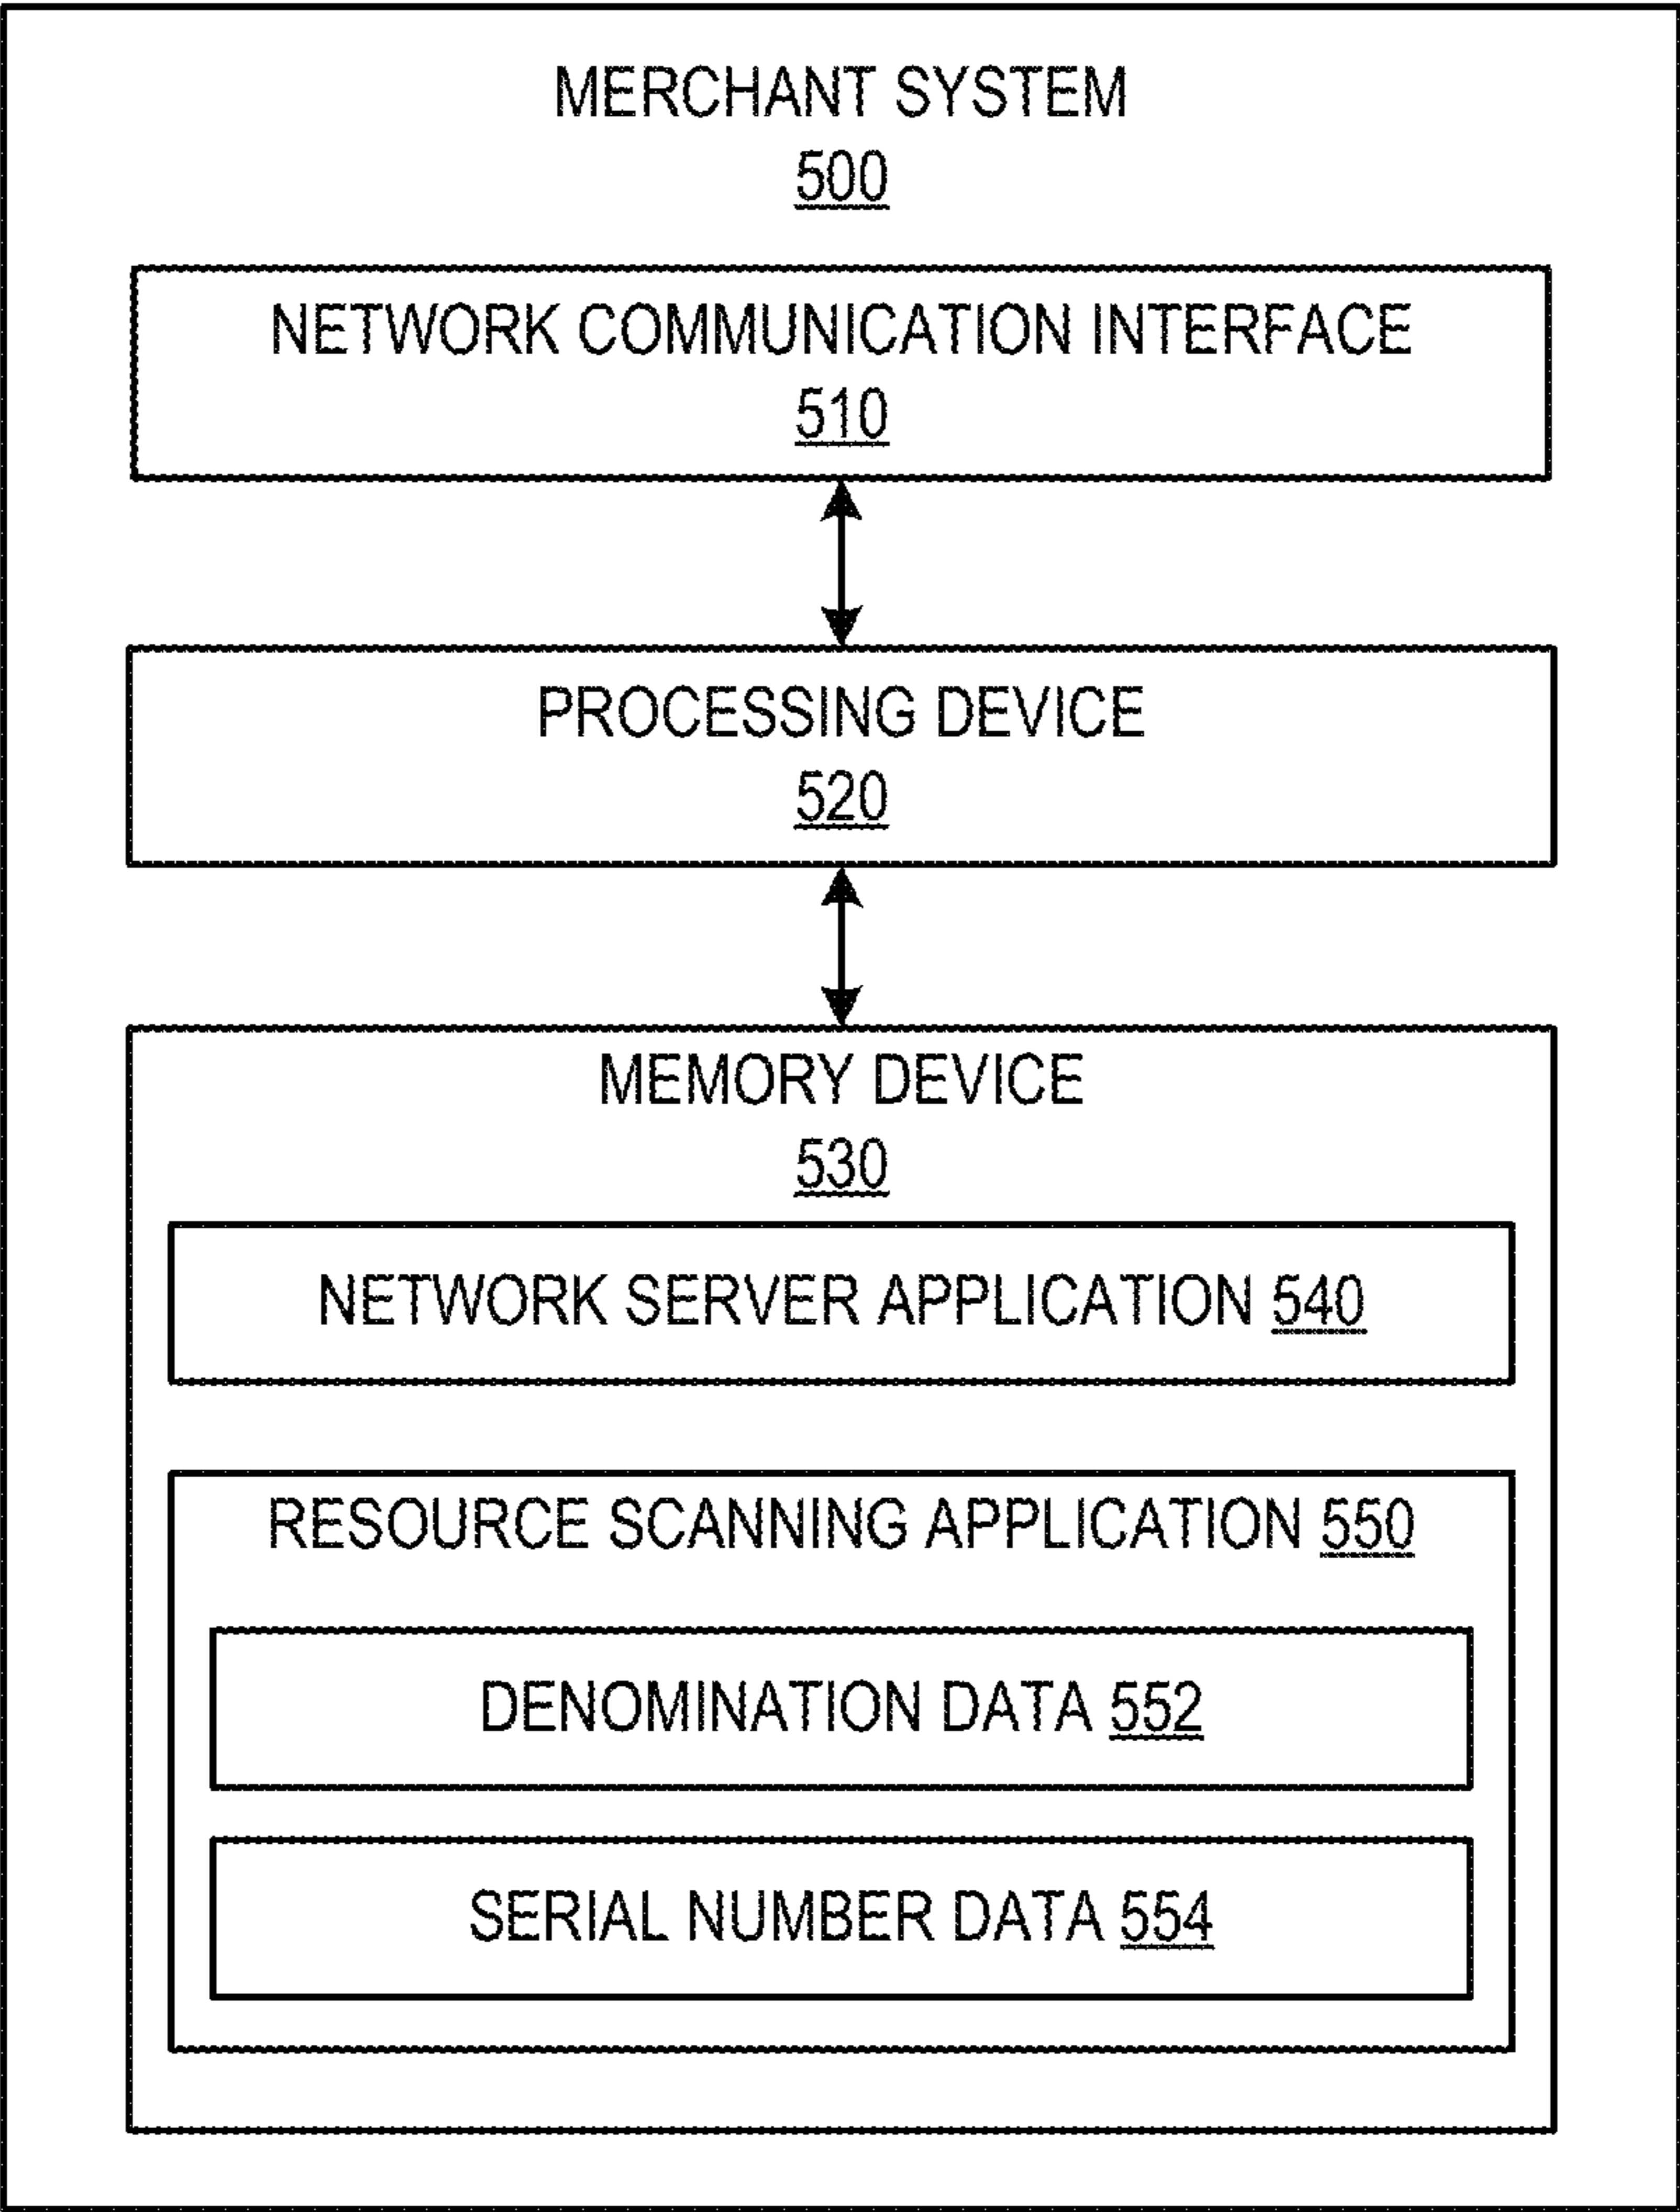 MERCHANT SYSTEM
500
NETWORK COMMUNICATION INTERFACE
510
PROCESSING DEVICE
520
MEMORY DEVICE
530
NETWORK SERVER APPLICATION 540
RESOURCE SCANNING APPLICATION 550
DENOMINATION DATA 552
SERIAL NUMBER DATA 554